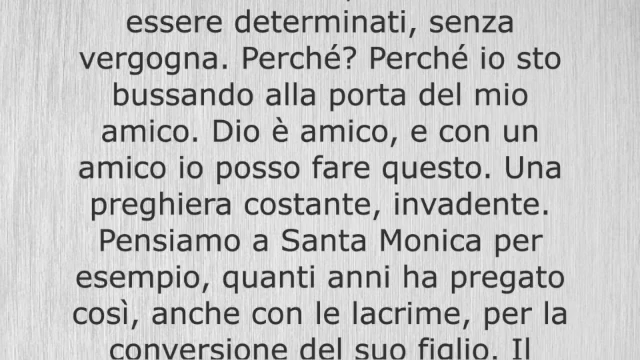 essere determinati, senza
vergogna. Perché? Perché io sto
bussando alla porta del mio
amico. Dio è amico, e con un
amico io posso fare questo. Una
preghiera costante, invadente.
Pensiamo a Santa Monica per
esempio, quanti anni ha pregato
così, anche con le lacrime, per la
conversione del suo figlio. Il